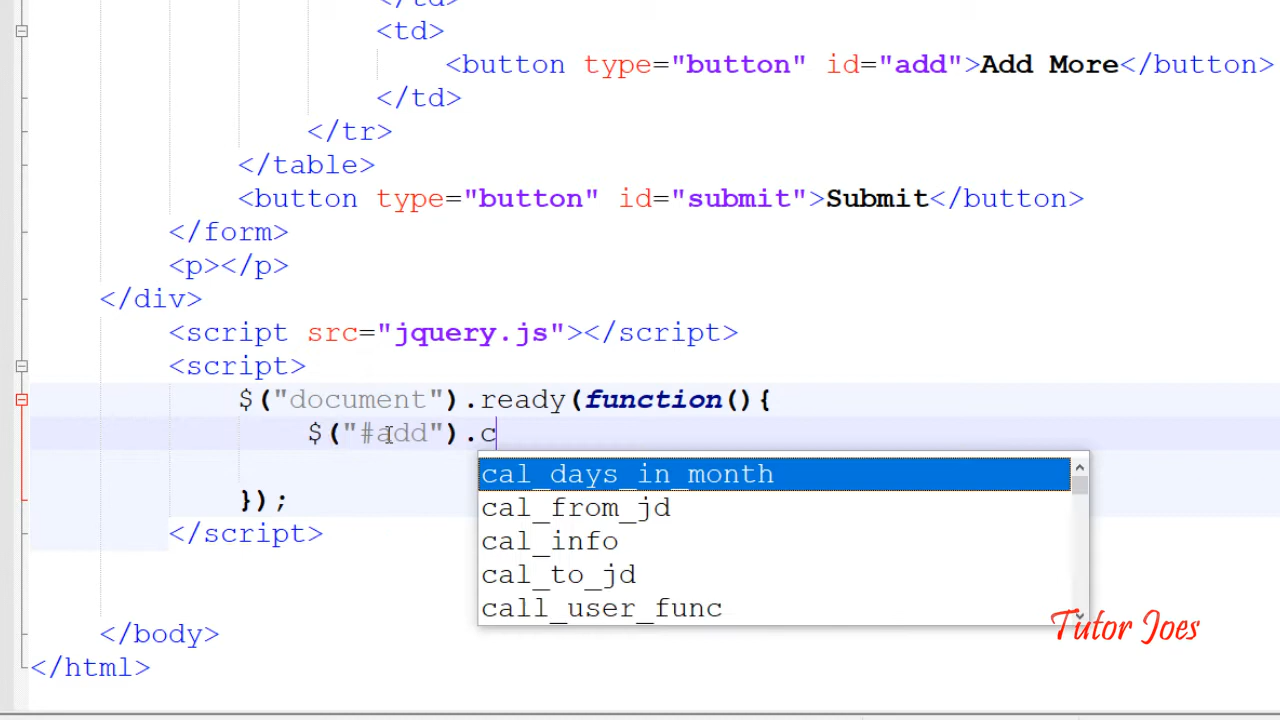 </td>
<td>
<button type="button" id="add">Add More</button>
</td>
</tr>
</table>
<button type="button" id="submit">Submit</button>
</form>
<p></p>
</div>
<script src="jquery.js"></script>
<script>
$("document").ready(function(){
$("#add").c
cal_days_in_month
cal_from_jd
cal_info
cal_to_jd
call_user_func
});
</script>
</body>
</html>
Tutor Joes